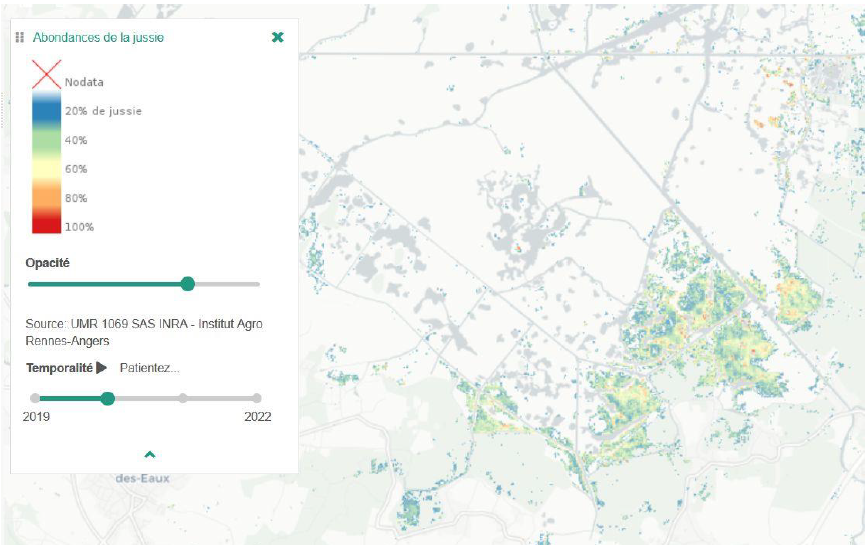 Abondances de la jussie
Nodata
20% de jussie
40%
60%
80%
100%
Opacité
Source: UMR 1069 SAS INRA - Institut Agro
Rennes-Angers
Temporalité Patientez...
2019 2022
des-Eaux